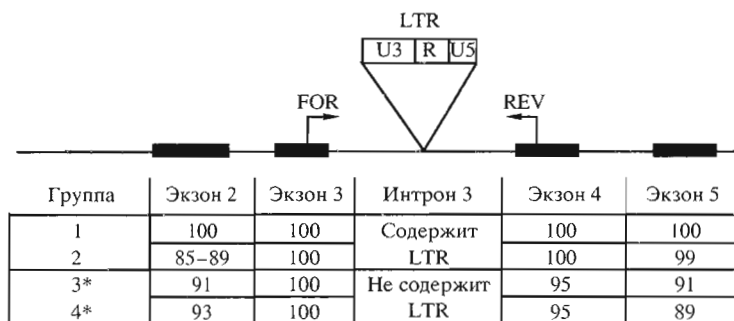 LTR
U3 R U5
FOR REV
Группа Экзон 2 Экзон 3 Интрон 3 Экзон 4 Экзон 5
1 100 100 Содержит 100 100
2 85–89 100 LTR 100 99
3* 91 100 Не содержит 95 91
4* 93 100 LTR 95 89